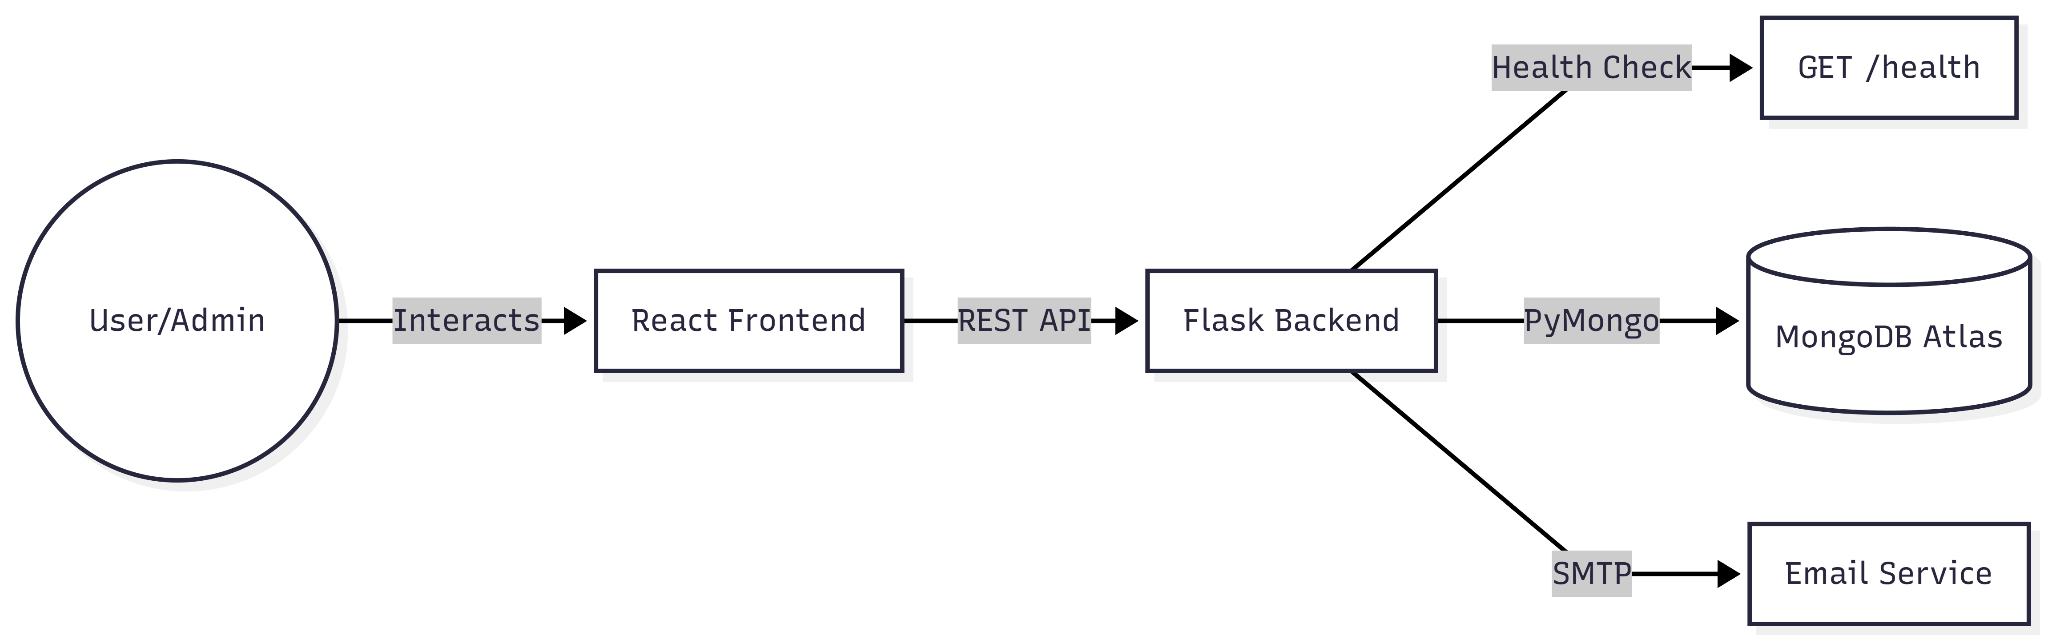 User/Admin
Interacts
React Frontend
REST API
Flask Backend
Health Check
GET /health
PyMongo
MongoDB Atlas
SMTP
Email Service